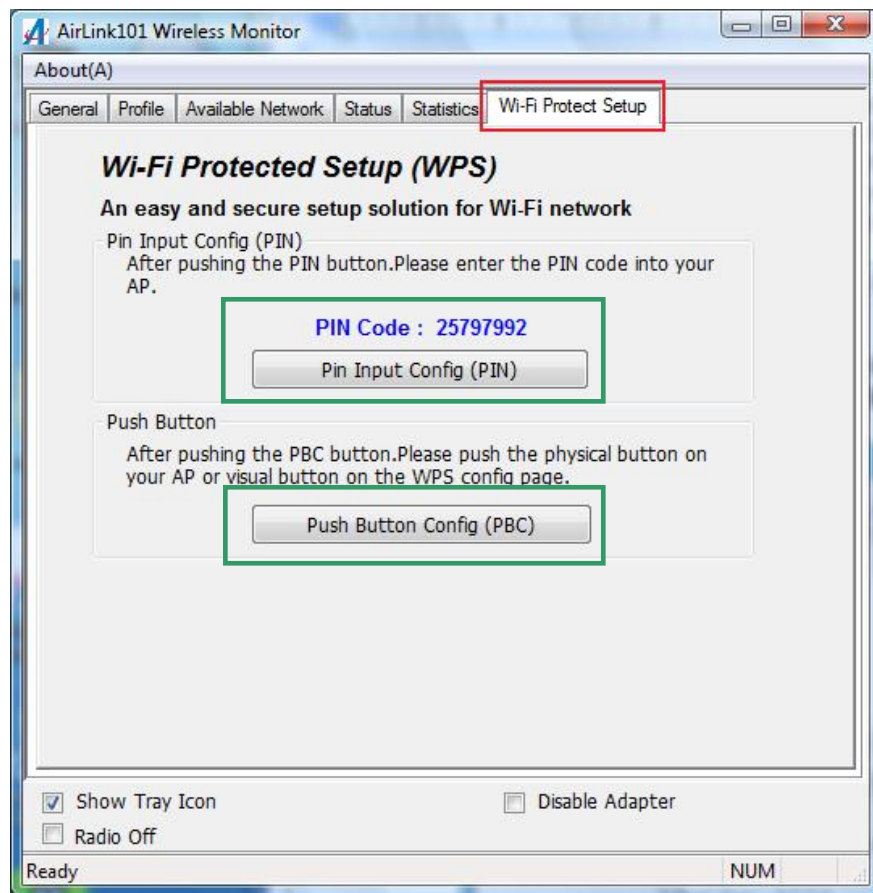 AirLink101 Wireless Monitor
About(A)
General Profile Available Network Status Statistics Wi-Fi Protect Setup
Wi-Fi Protected Setup (WPS)
An easy and secure setup solution for Wi-Fi network
Pin Input Config (PIN)
After pushing the PIN button.Please enter the PIN code into your
AP.
PIN Code : 25797992
Pin Input Config (PIN)
Push Button
After pushing the PBC button.Please push the physical button on
your AP or visual button on the WPS config page.
Push Button Config (PBC)
Show Tray Icon Disable Adapter
Radio Off
Ready NUM